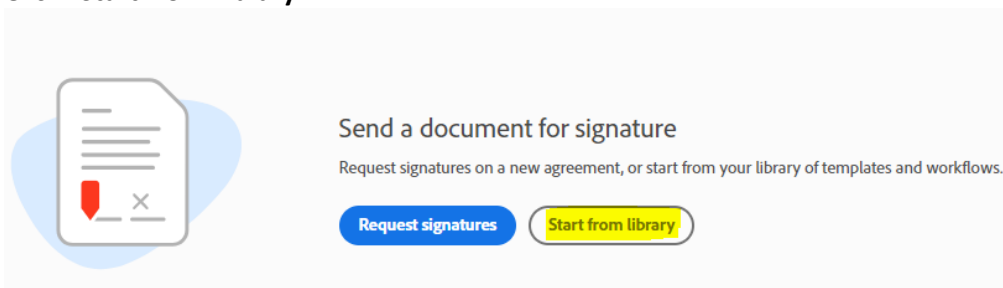 Send a document for signature
Request signatures on a new agreement, or start from your library of templates and workflows.
Request signatures
Start from library